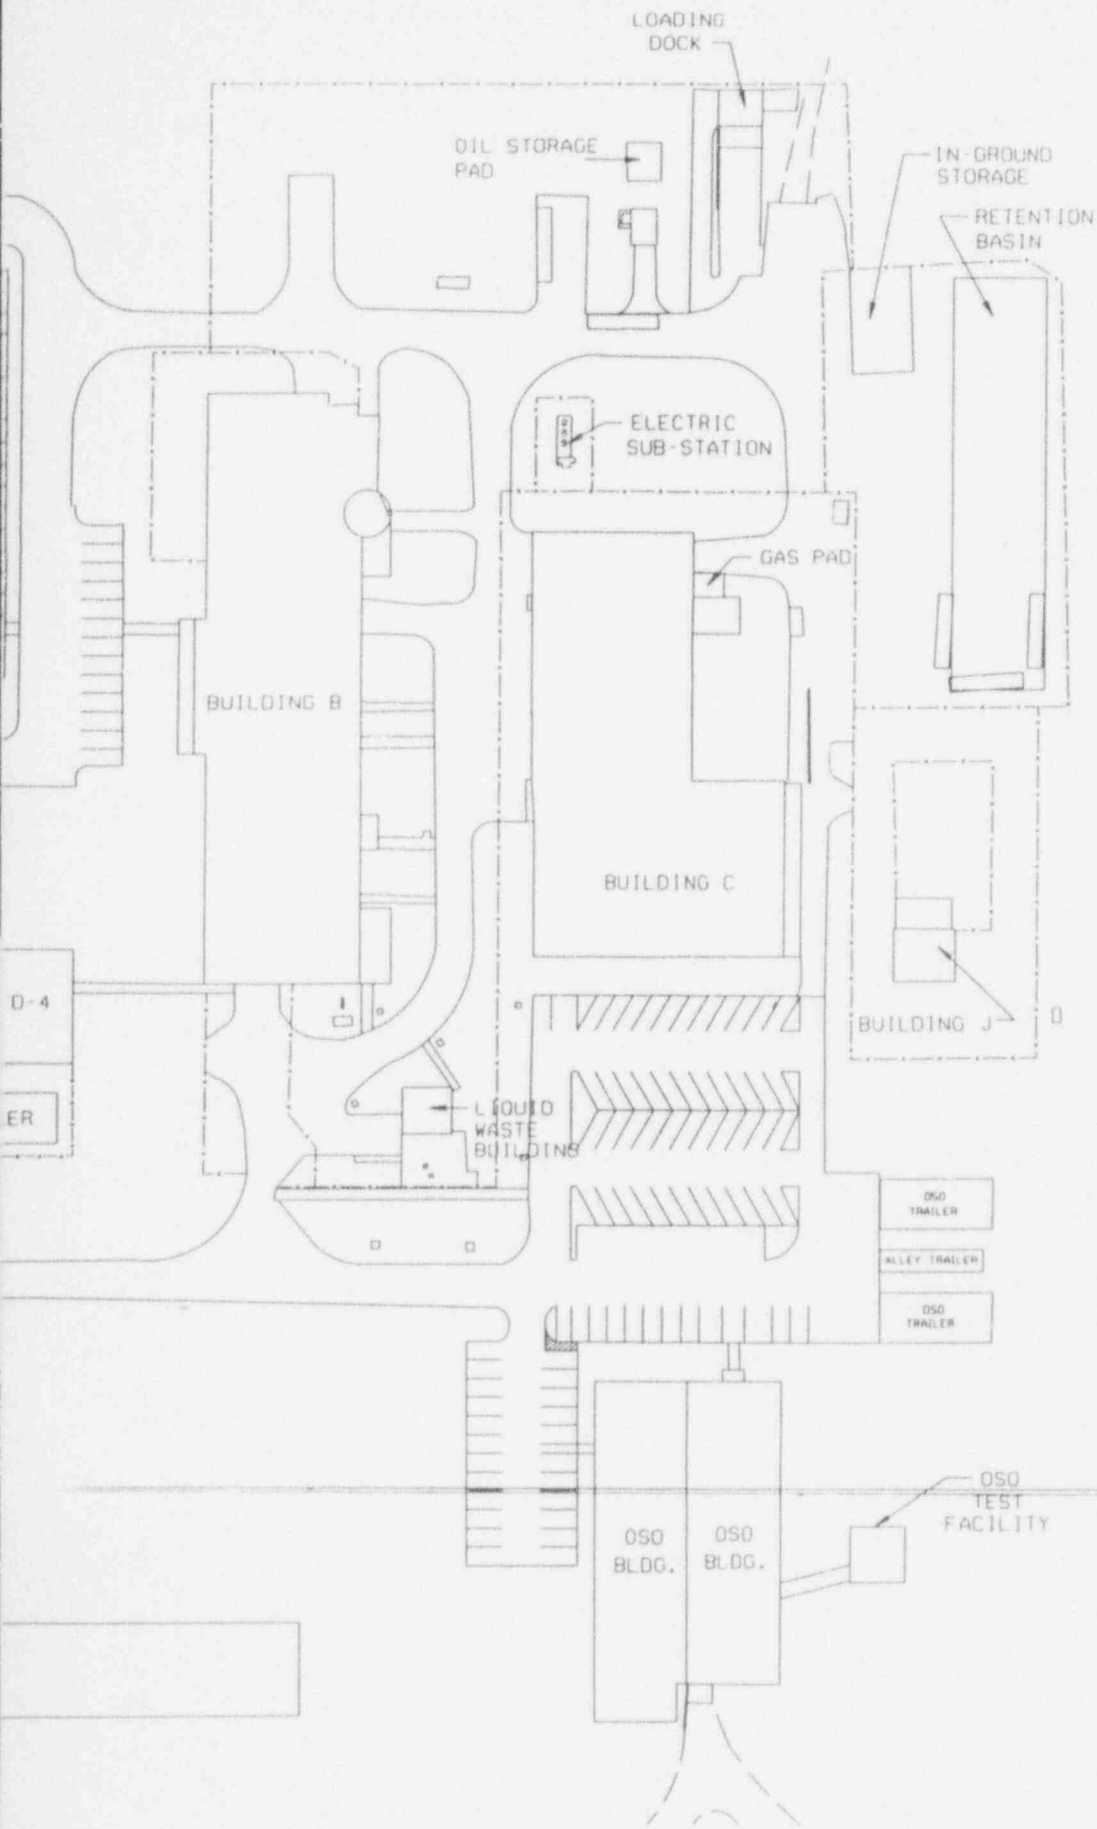 LOADING
DOCK
OIL STORAGE
PAD
IN-GROUND
STORAGE
RETENTION
BASIN
ELECTRIC
SUB-STATION
GAS PAD
BUILDING B
BUILDING C
D-4
BUILDING J
ER
LIQUID
WASTE
BUILDING
OSO
TRAILER
ALLEY TRAILER
OSO
TRAILER
OSO
TEST
FACILITY
OSO
BLDG.
OSO
BLDG.